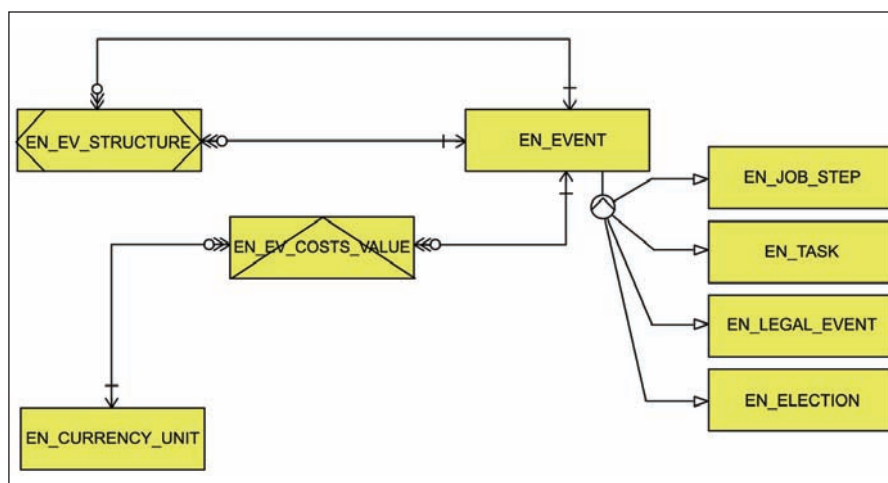 EN_EV_STRUCTURE
EN_EVENT
EN_JOB_STEP
EN_EV_COSTS_VALUE
EN_TASK
EN_LEGAL_EVENT
EN_ELECTION
EN_CURRENCY_UNIT